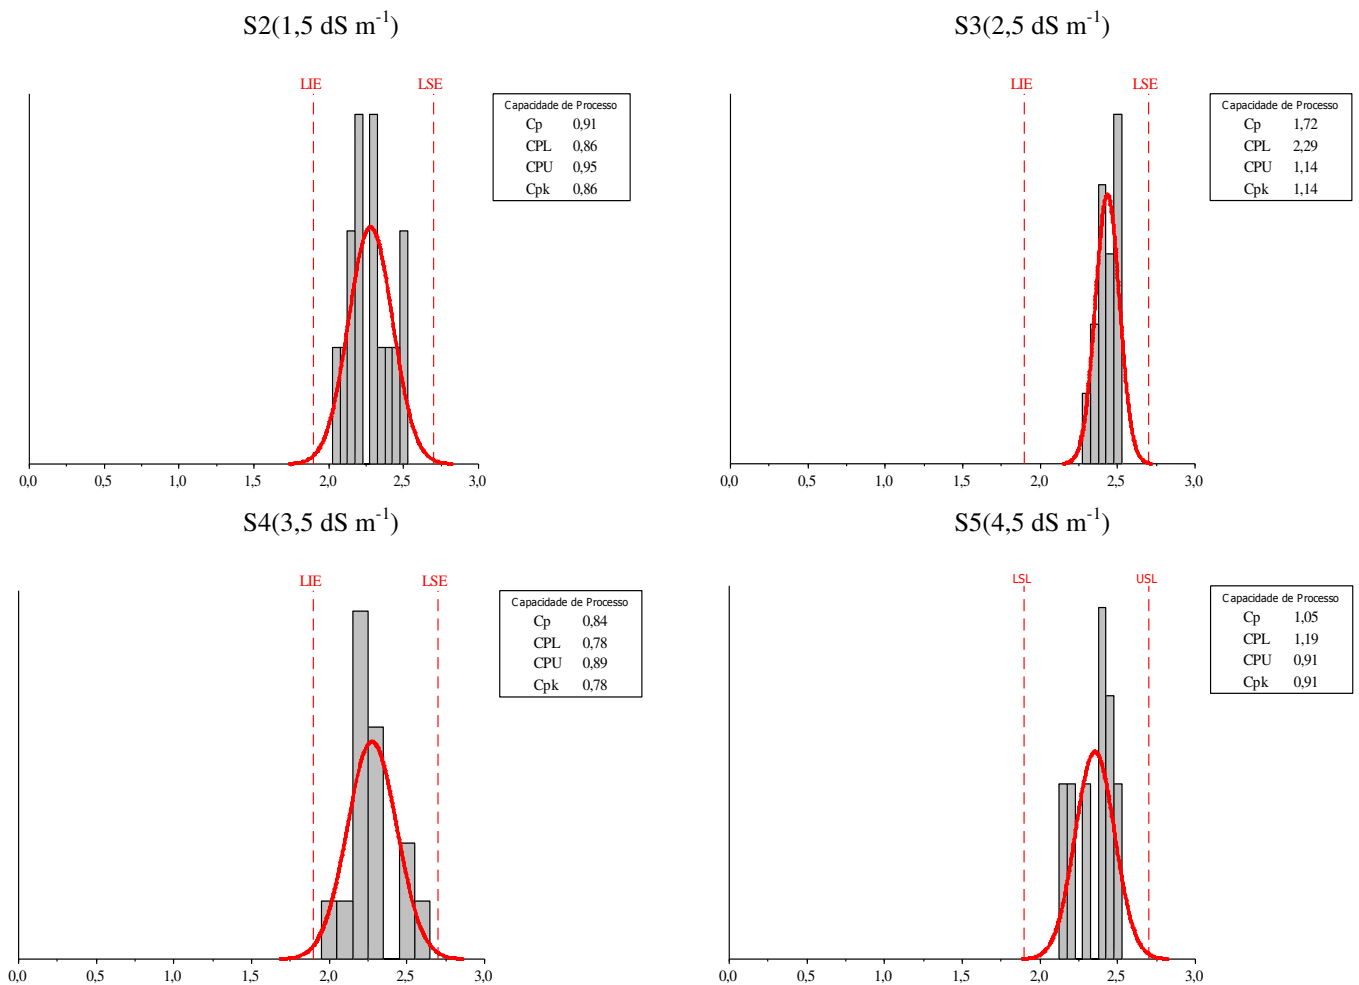 S2(1,5 dS m⁻¹)
LIE LSE
Capacidade de Processo
Cp 0,91
CPL 0,86
CPU 0,95
Cpk 0,86
0,0 0,5 1,0 1,5 2,0 2,5 3,0
S3(2,5 dS m⁻¹)
LIE LSE
Capacidade de Processo
Cp 1,72
CPL 2,29
CPU 1,14
Cpk 1,14
0,0 0,5 1,0 1,5 2,0 2,5 3,0
S4(3,5 dS m⁻¹)
LIE LSE
Capacidade de Processo
Cp 0,84
CPL 0,78
CPU 0,89
Cpk 0,78
0,0 0,5 1,0 1,5 2,0 2,5 3,0
S5(4,5 dS m⁻¹)
LSL USL
Capacidade de Processo
Cp 1,05
CPL 1,19
CPU 0,91
Cpk 0,91
0,0 0,5 1,0 1,5 2,0 2,5 3,0